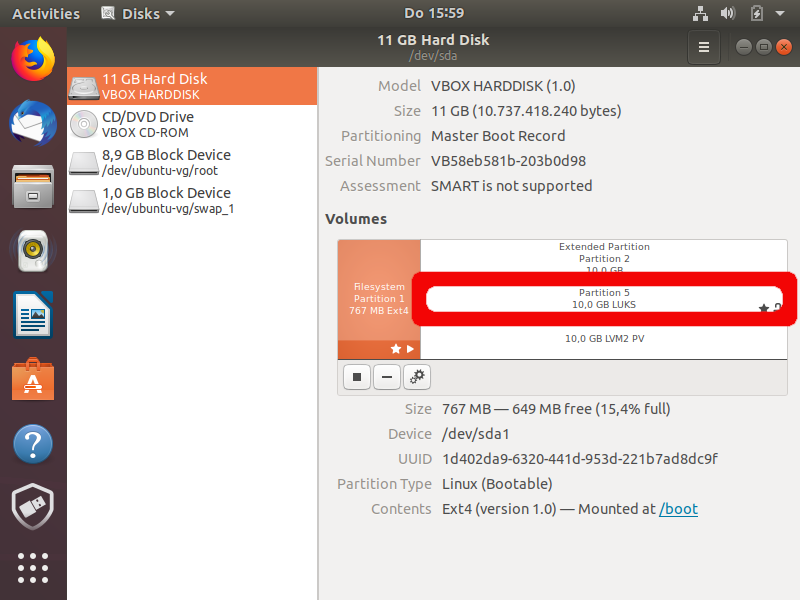 Activities
Disks
Do 15:59
11 GB Hard Disk
/dev/sda
11 GB Hard Disk
VBOX HARDDISK
CD/DVD Drive
VBOX CD-ROM
8,9 GB Block Device
/dev/ubuntu-vg/root
1,0 GB Block Device
/dev/ubuntu-vg/swap_1
Model VBOX HARDDISK (1.0)
Size 11 GB (10.737.418.240 bytes)
Partitioning Master Boot Record
Serial Number VB58eb581b-203b0d98
Assessment SMART is not supported
Volumes
Filesystem
Partition 1
767 MB Ext4
Extended Partition
Partition 2
10,0 GB
Partition 5
10,0 GB LUKS
10,0 GB LVM2 PV
Size 767 MB — 649 MB free (15,4% full)
Device /dev/sda1
UUID 1d402da9-6320-441d-953d-221b7ad8dc9f
Partition Type Linux (Bootable)
Contents Ext4 (version 1.0) — Mounted at /boot